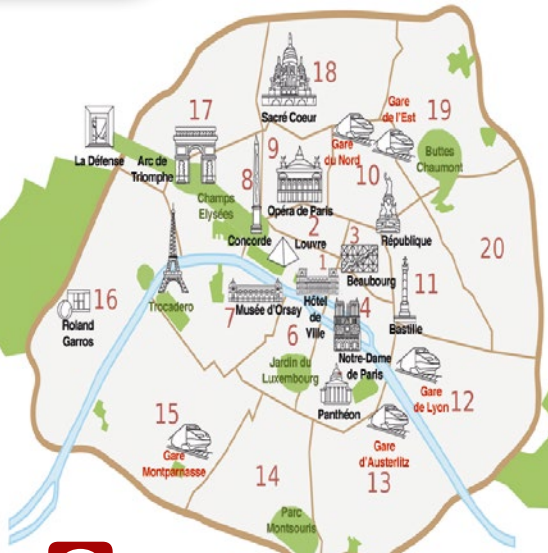 18
Sacré Coeur
17
Gare
de l'Est
19
La Défense
Arc de
Triomphe
9
Gare
du Nord
10
Buttes
Chaumont
8
Champs
Elysées
Opéra de Paris
2
Concorde
Louvre
3
République
20
1
Beaubourg
11
16
Roland
Garros
Trocadero
7
Musée d'Orsay
Hôtel
de
Ville
4
Bastille
6
Notre-Dame
de Paris
Jardin du
Luxembourg
Panthéon
Gare
de Lyon
12
15
Gare
Montparnasse
Gare
d'Austerlitz
13
14
Parc
Montsouris